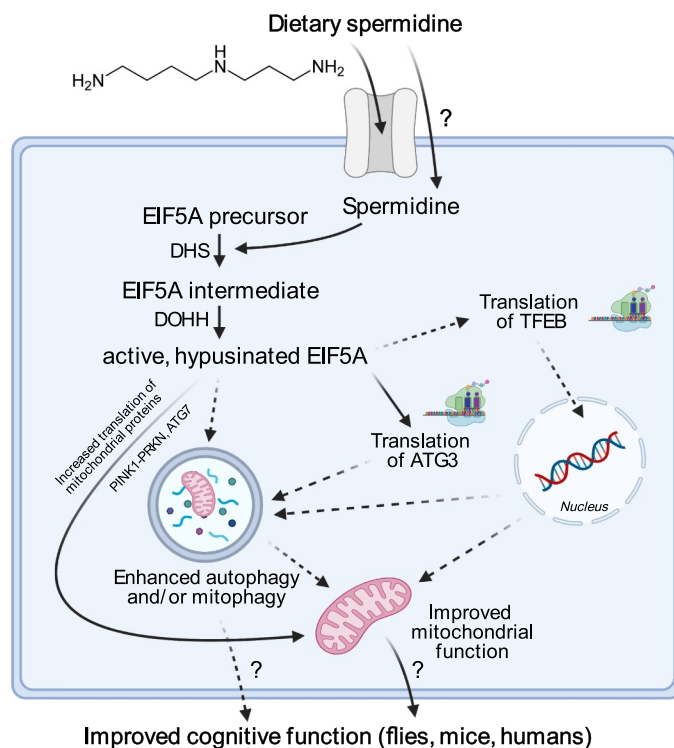 Dietary spermidine
H
H₂N
N
NH₂
?
Spermidine
EIF5A precursor
DHS
EIF5A intermediate
DOHH
active, hypusinated EIF5A
Translation
of TFEB
Increased translation of
mitochondrial proteins
PINK1-PRKN, ATG7
Translation
of ATG3
Nucleus
Enhanced autophagy
and/or mitophagy
Improved
mitochondrial
function
?
?
Improved cognitive function (flies, mice, humans)